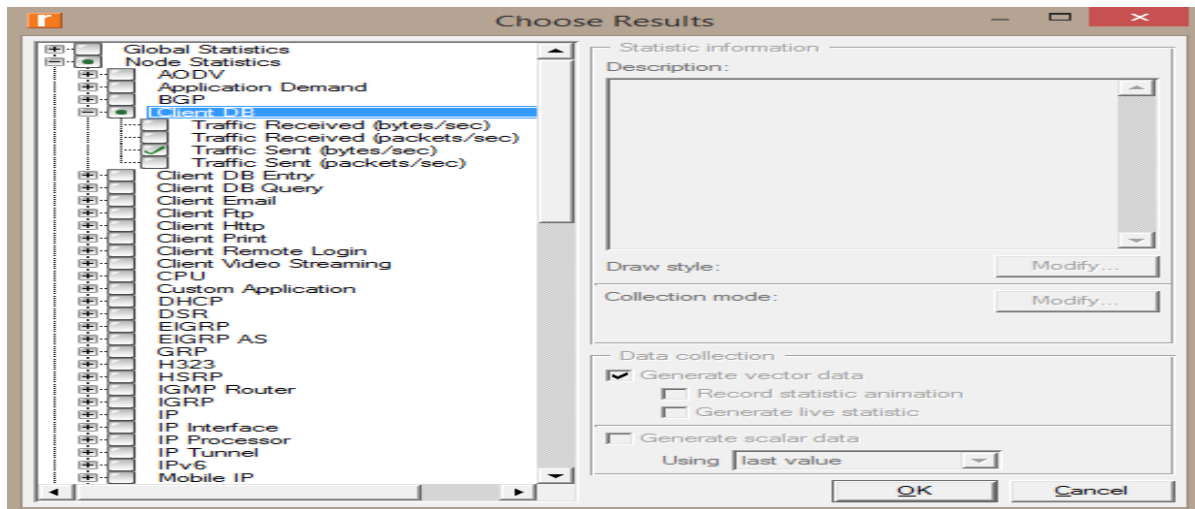 Choose Results
Global Statistics
Node Statistics
AODV
Application Demand
BGP
Client DB
Traffic Received (bytes/sec)
Traffic Received (packets/sec)
Traffic Sent (bytes/sec)
Traffic Sent (packets/sec)
Client DB Entry
Client DB Query
Client Email
Client Ftp
Client Http
Client Print
Client Remote Login
Client Video Streaming
CPU
Custom Application
DHCP
DSR
EIGRP
EIGRP AS
GRP
H323
HSRP
IGMP Router
IGRP
IP
IP Interface
IP Processor
IP Tunnel
IPv6
Mobile IP
Statistic information
Description:
Draw style:
Modify...
Collection mode:
Modify...
Data collection
Generate vector data
Record statistic animation
Generate live statistic
Generate scalar data
Using last value
OK
Cancel